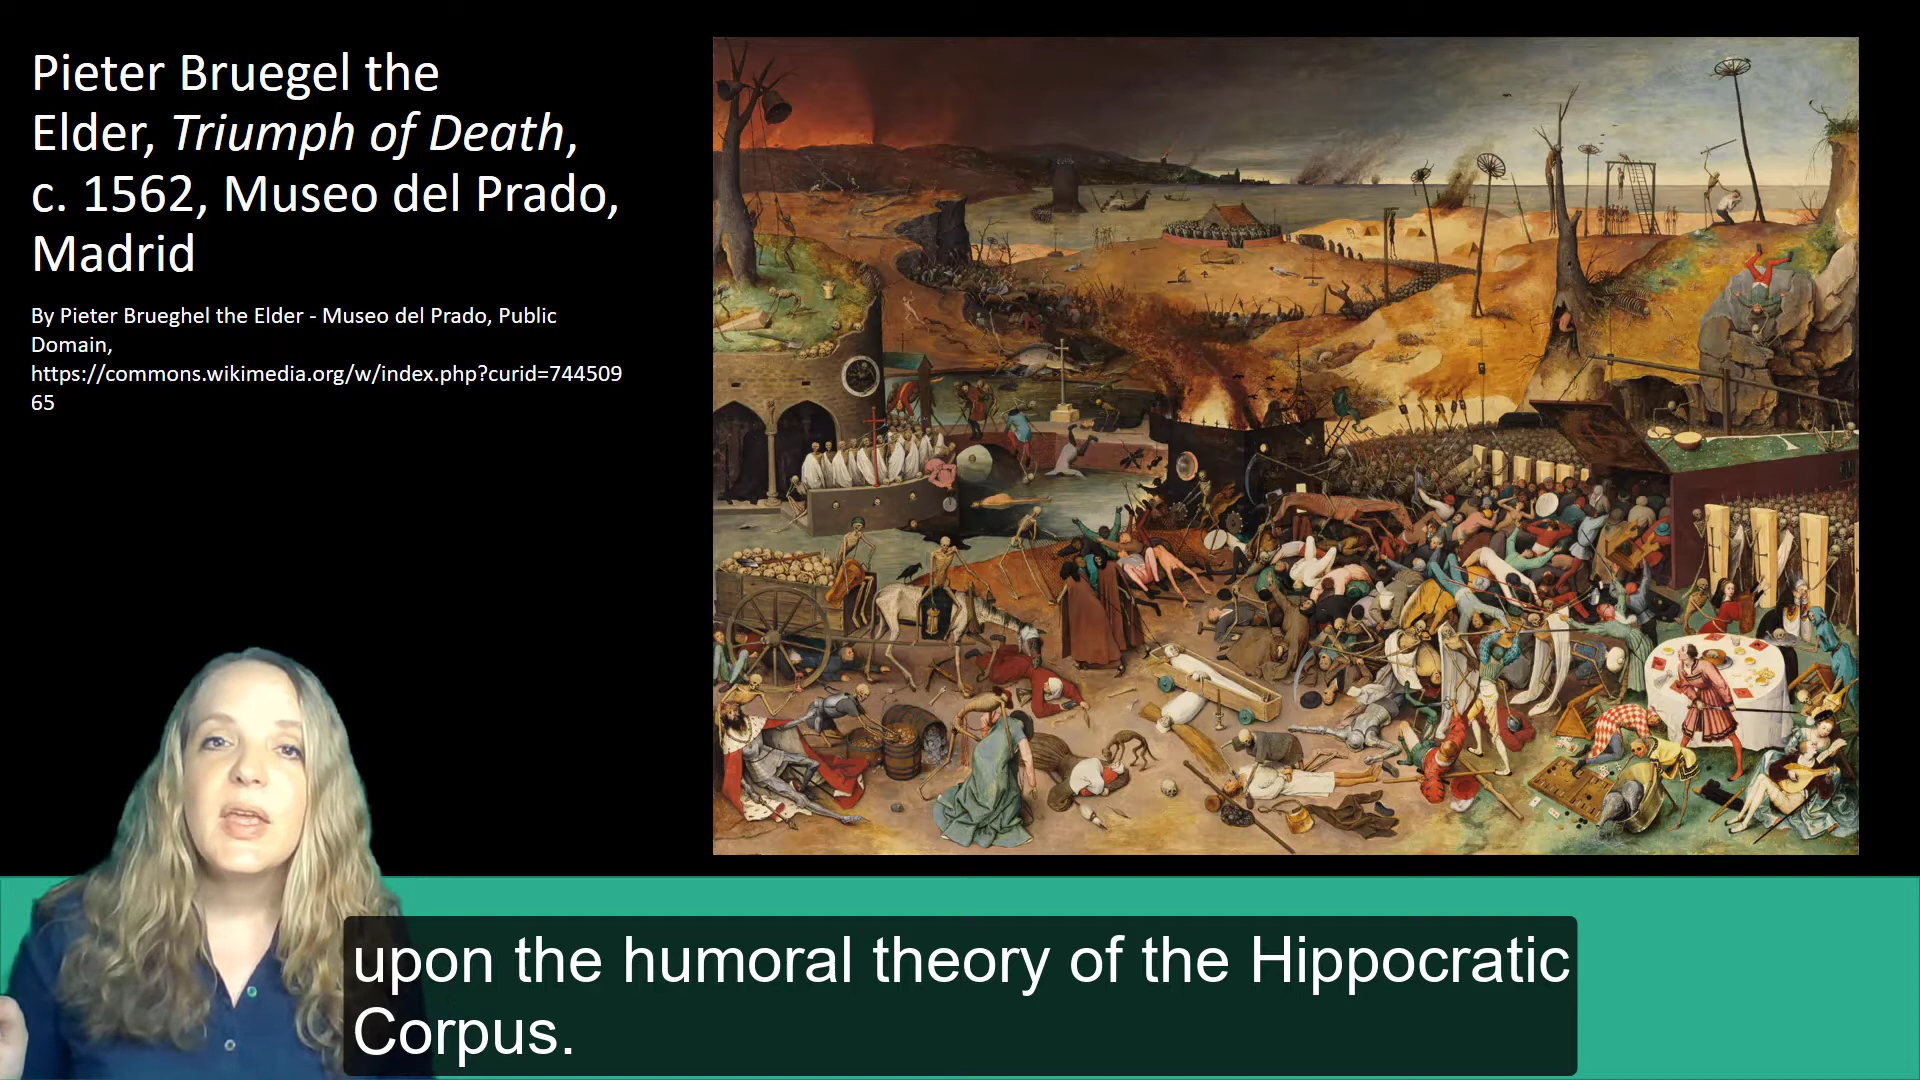 Pieter Bruegel the
Elder, Triumph of Death,
c. 1562, Museo del Prado,
Madrid
By Pieter Brueghel the Elder - Museo del Prado, Public
Domain,
https://commons.wikimedia.org/w/index.php?curid=744509
65
upon the humoral theory of the Hippocratic
Corpus.